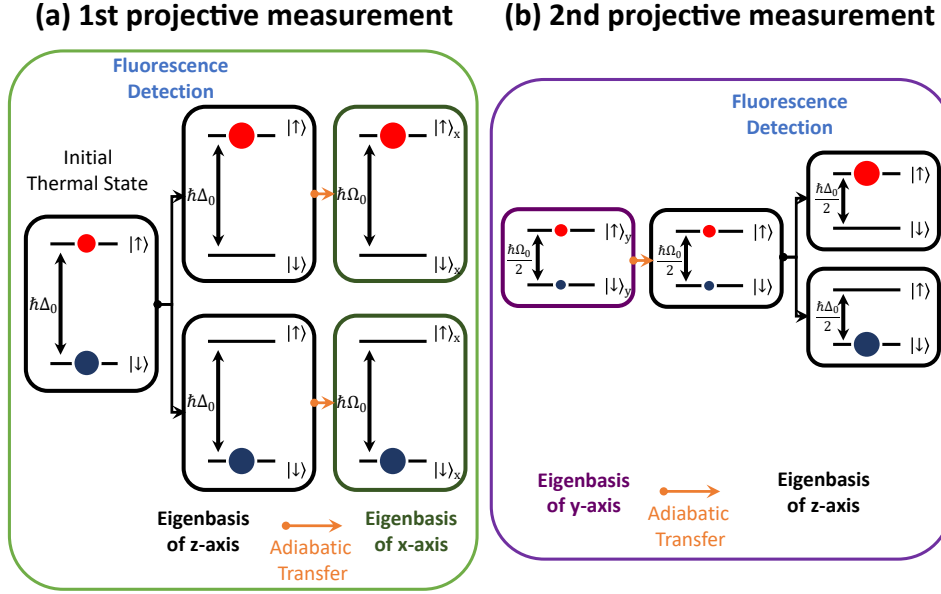 (a) 1st projective measurement
Fluorescence
Detection
Initial
Thermal State
|↑⟩
ℏΔ₀
|↓⟩
|↑⟩
ℏΔ₀
|↓⟩
|↑⟩ₓ
ℏΩ₀
|↓⟩ₓ
|↑⟩ₓ
ℏΔ₀
|↓⟩
|↑⟩ₓ
ℏΩ₀
|↓⟩ₓ
Eigenbasis
of z-axis
Adiabatic
Transfer
Eigenbasis
of x-axis
(b) 2nd projective measurement
Fluorescence
Detection
|↑⟩_y
ℏΩ₀/2
|↓⟩_y
|↑⟩
ℏΩ₀/2
|↓⟩
|↑⟩
ℏΔ₀/2
|↓⟩
|↑⟩
ℏΔ₀/2
|↓⟩
Eigenbasis
of y-axis
Adiabatic
Transfer
Eigenbasis
of z-axis